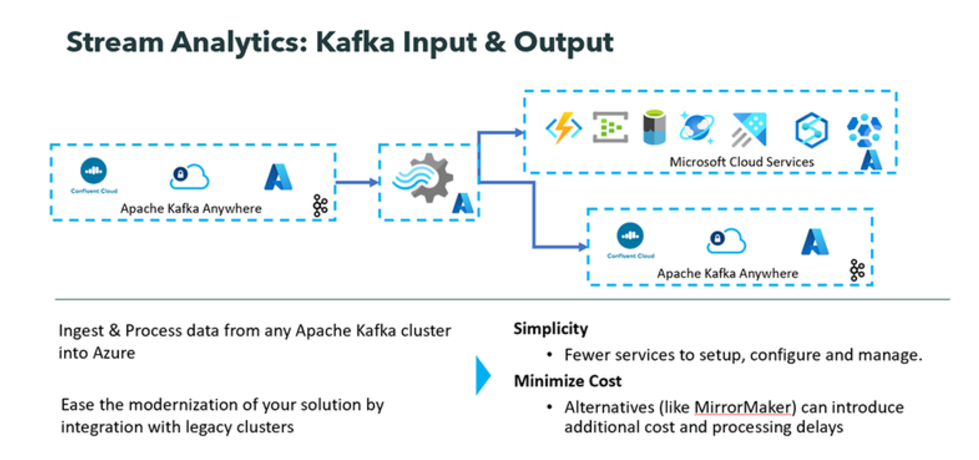 Stream Analytics: Kafka Input & Output
Confluent Cloud
Apache Kafka Anywhere
Microsoft Cloud Services
Confluent Cloud
Apache Kafka Anywhere
Ingest & Process data from any Apache Kafka cluster
into Azure
Ease the modernization of your solution by
integration with legacy clusters
Simplicity
• Fewer services to setup, configure and manage.
Minimize Cost
• Alternatives (like MirrorMaker) can introduce
additional cost and processing delays